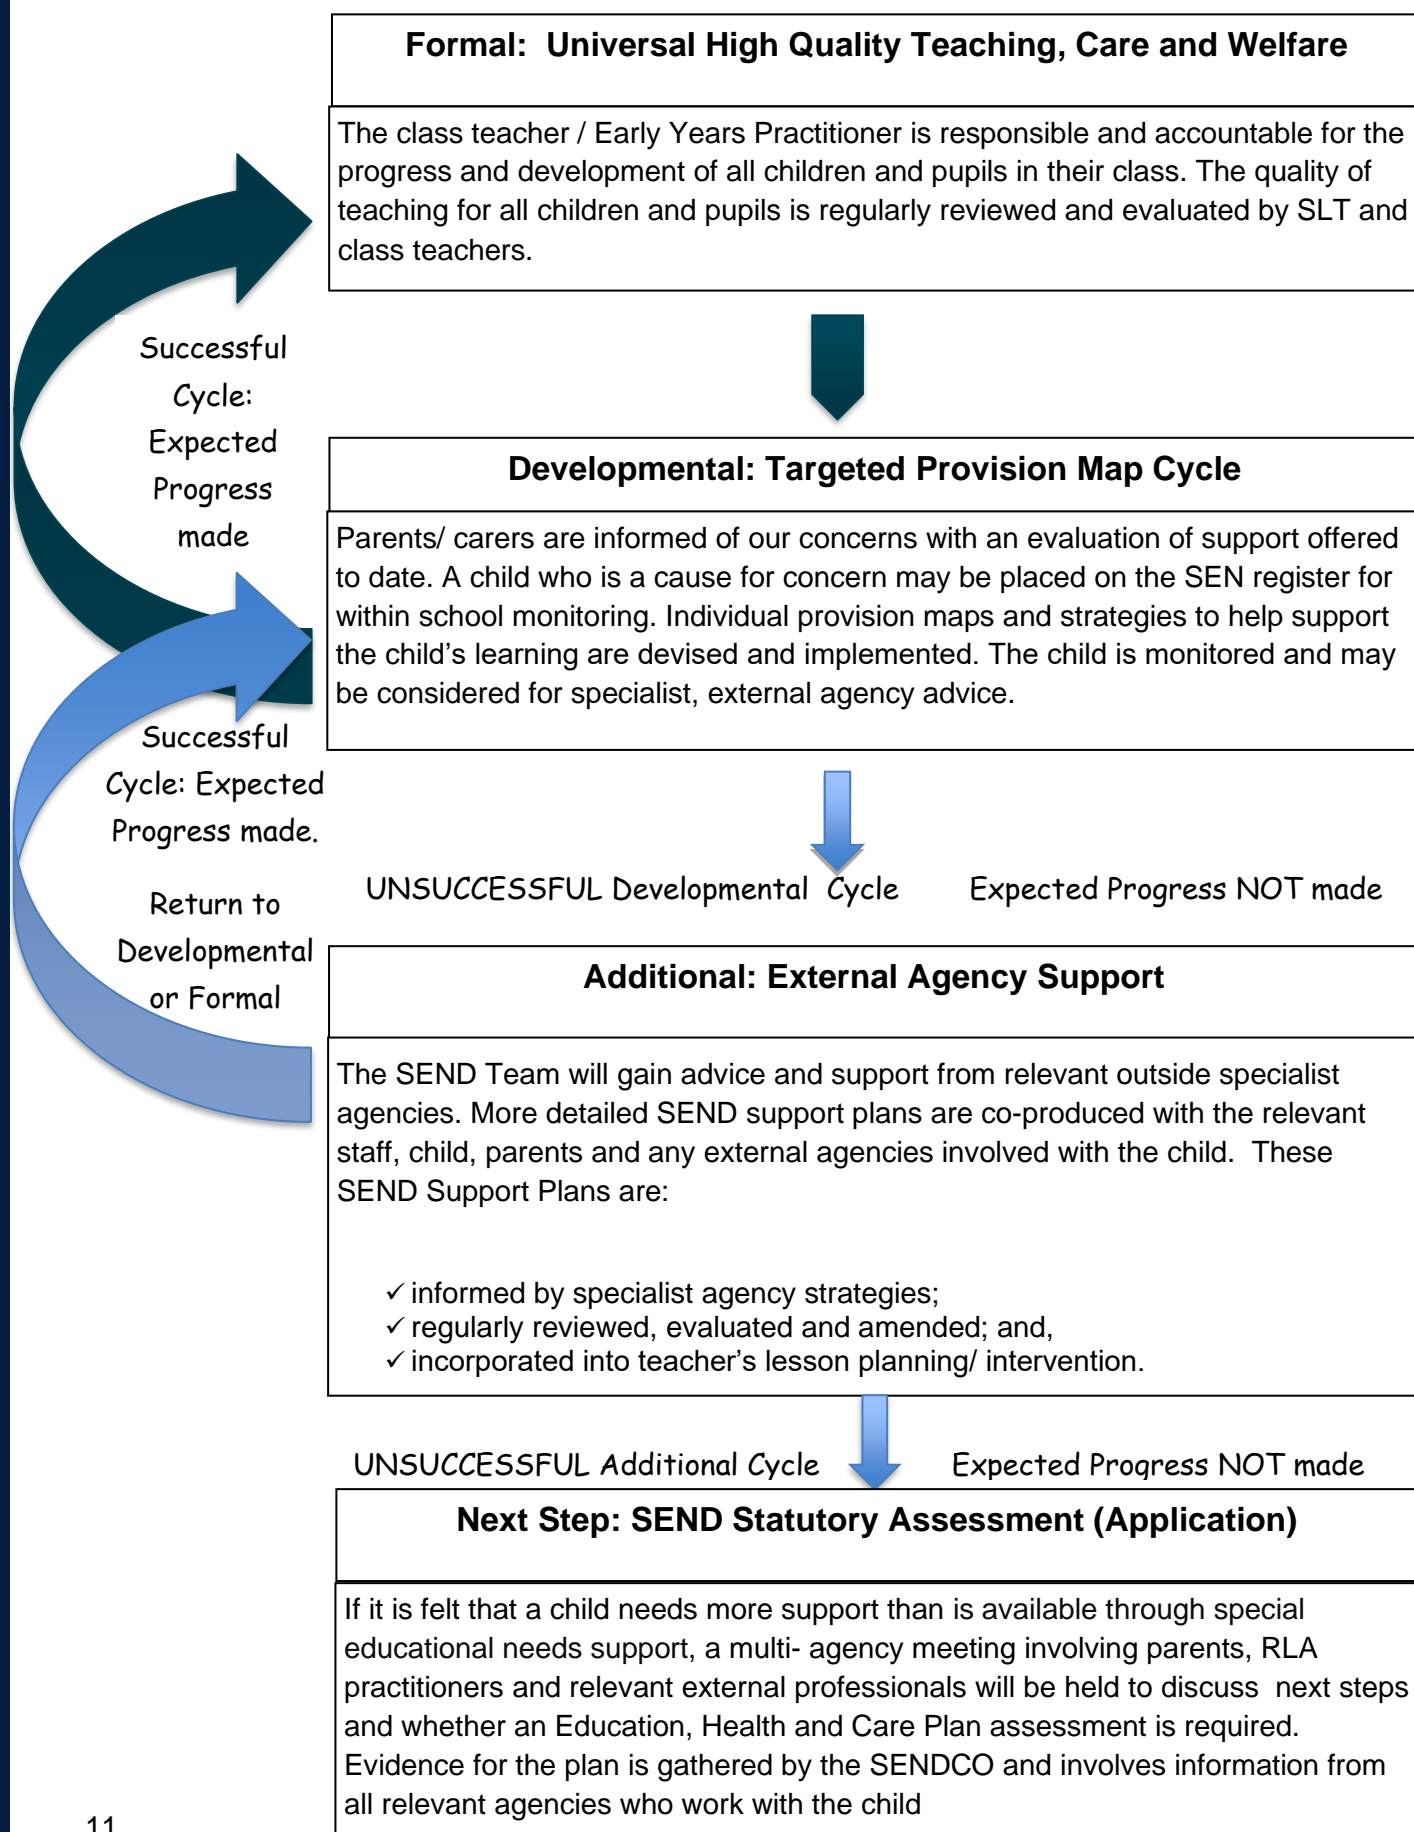 Formal:  Universal High Quality Teaching, Care and Welfare
The class teacher / Early Years Practitioner is responsible and accountable for the
progress and development of all children and pupils in their class. The quality of
teaching for all children and pupils is regularly reviewed and evaluated by SLT and
class teachers.
Successful
Cycle:
Expected
Progress
made
Developmental: Targeted Provision Map Cycle
Parents/ carers are informed of our concerns with an evaluation of support offered
to date. A child who is a cause for concern may be placed on the SEN register for
within school monitoring. Individual provision maps and strategies to help support
the child’s learning are devised and implemented. The child is monitored and may
be considered for specialist, external agency advice.
Successful
Cycle: Expected
Progress made.
Return to
Developmental
or Formal
UNSUCCESSFUL Developmental  Cycle      Expected Progress NOT made
Additional: External Agency Support
The SEND Team will gain advice and support from relevant outside specialist
agencies. More detailed SEND support plans are co-produced with the relevant
staff, child, parents and any external agencies involved with the child.  These
SEND Support Plans are:
✓ informed by specialist agency strategies;
✓ regularly reviewed, evaluated and amended; and,
✓ incorporated into teacher’s lesson planning/ intervention.
UNSUCCESSFUL Additional Cycle      Expected Progress NOT made
Next Step: SEND Statutory Assessment (Application)
If it is felt that a child needs more support than is available through special
educational needs support, a multi- agency meeting involving parents, RLA
practitioners and relevant external professionals will be held to discuss  next steps
and whether an Education, Health and Care Plan assessment is required.
Evidence for the plan is gathered by the SENDCO and involves information from
all relevant agencies who work with the child
11